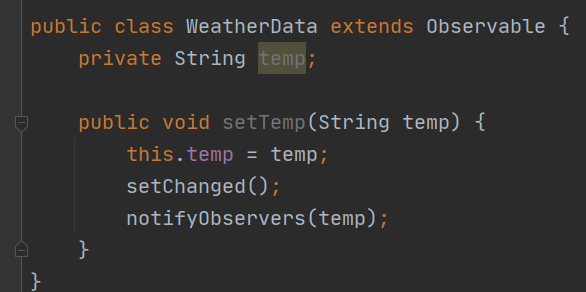 public class WeatherData extends Observable {
private String temp;
public void setTemp(String temp) {
this.temp = temp;
setChanged();
notifyObservers(temp);
}
}